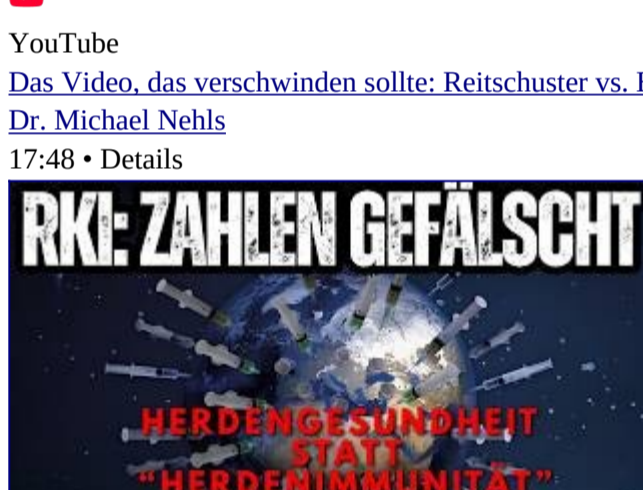 YouTube
Das Video, das verschwinden sollte: Reitschuster vs.
Dr. Michael Nehls
17:48 • Details
RKI: ZAHLEN GEFÄLSCHT
HERDENGESUNDHEIT
STATT
"HERDENIMMUNITÄT"